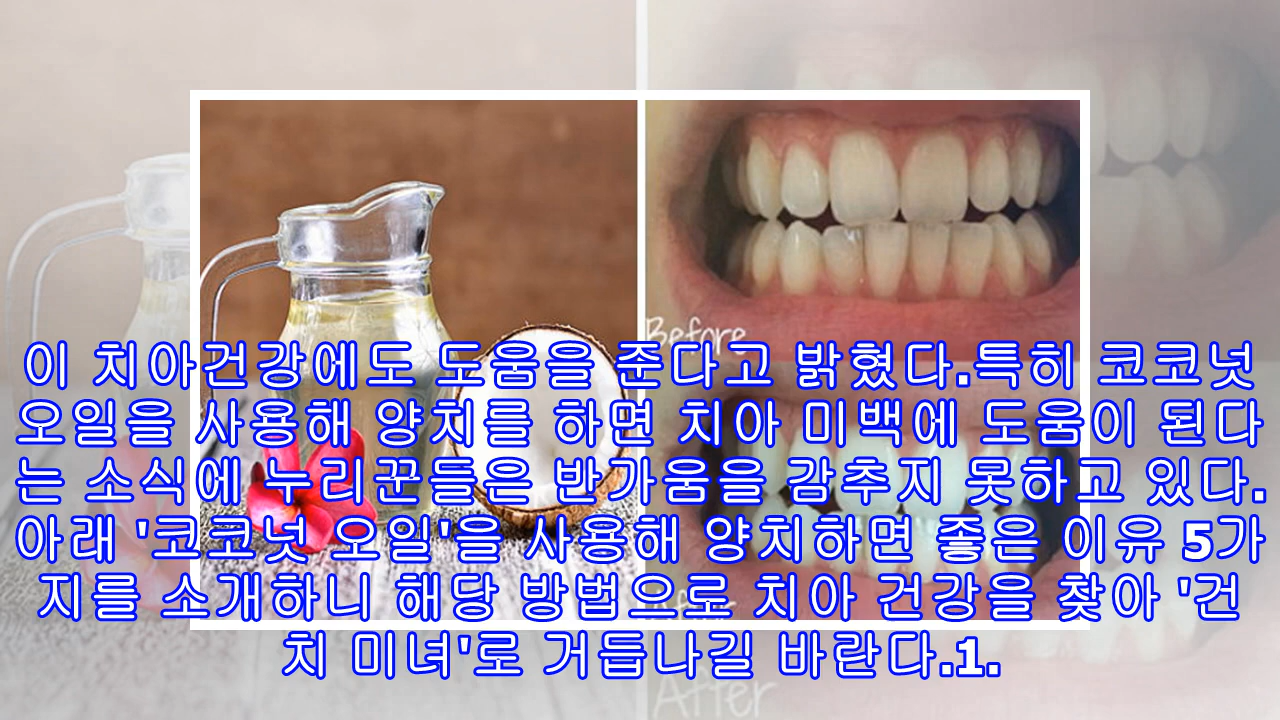 Before
이 치아건강에도 도움을 준다고 밝혔다.특히 코코넛
오일을 사용해 양치를 하면 치아 미백에 도움이 된다
는 소식에 누리꾼들은 반가움을 감추지 못하고 있다.
아래 '코코넛 오일'을 사용해 양치하면 좋은 이유 5가
지를 소개하니 해당 방법으로 치아 건강을 찾아 '건
치 미녀'로 거듭나길 바란다.1.
After
After